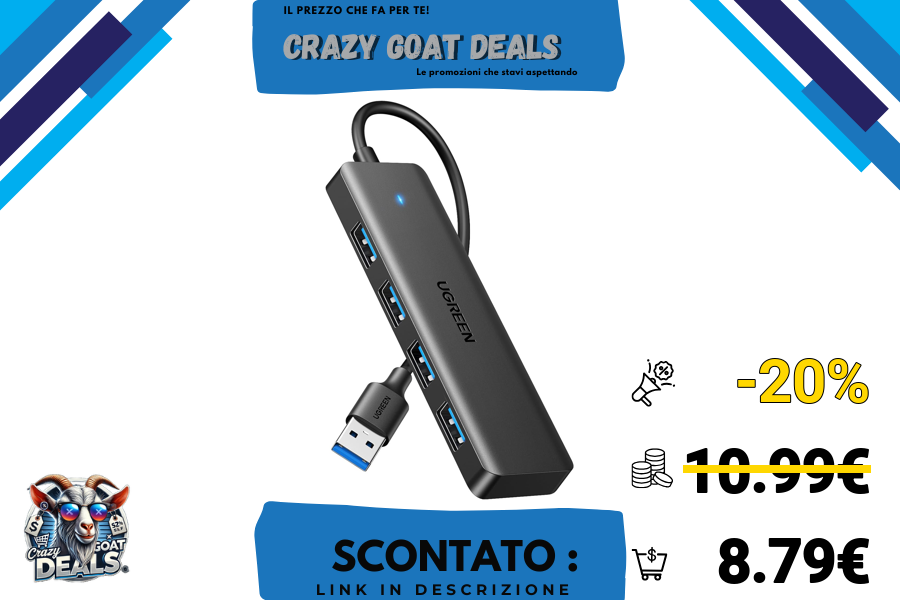 IL PREZZO CHE FA PER TE!
CRAZY GOAT DEALS
Le promozioni che stavi aspettando
UGREEN
UGREEN
-20%
10.99€
8.79€
SCONTATO :
LINK IN DESCRIZIONE
$
57%
Crazy
GOAT
DEALS